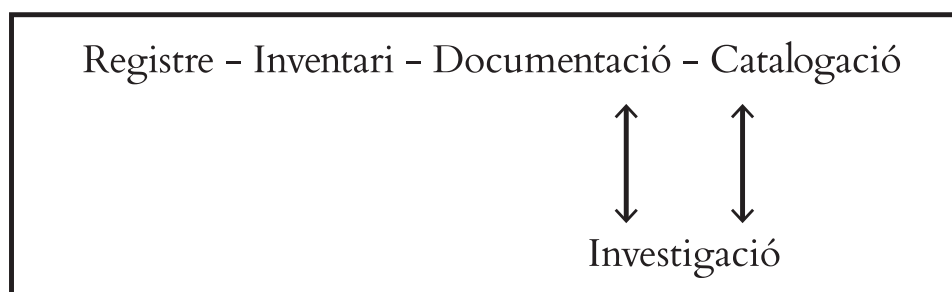 Registre – Inventari – Documentació – Catalogació
Investigació